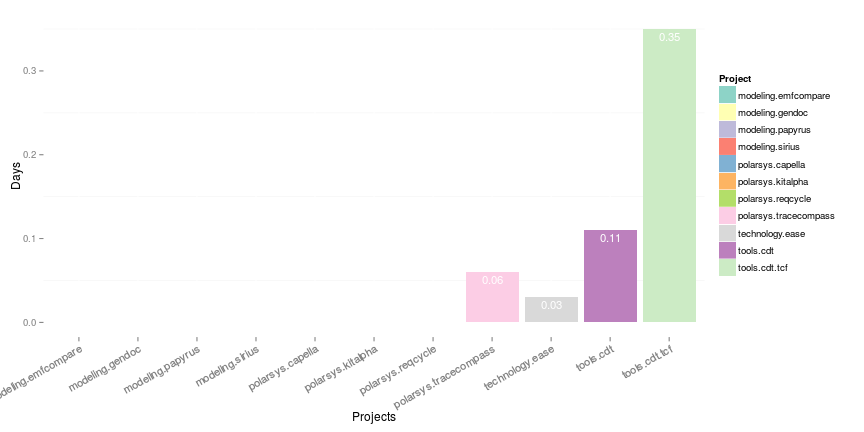 0.35
0.06
0.03
0.11
Days
0.3
0.2
0.1
0.0
deling.emfcompare
modeling.gendoc
modeling.papyrus
modeling.sirius
polarsys.capella
polarsys.kitalpha
polarsys.reqcycle
polarsys.tracecompass
technology.ease
tools.cdt
tools.cdt.tcf
Projects
Project
modeling.emfcompare
modeling.gendoc
modeling.papyrus
modeling.sirius
polarsys.capella
polarsys.kitalpha
polarsys.reqcycle
polarsys.tracecompass
technology.ease
tools.cdt
tools.cdt.tcf